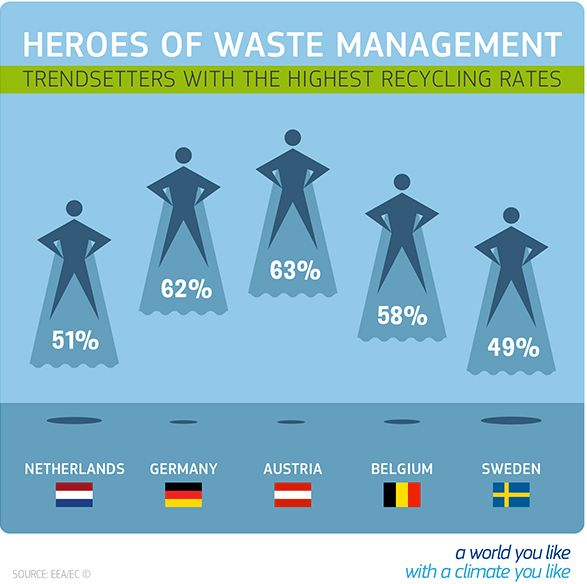 HEROES OF WASTE MANAGEMENT
TRENDSETTERS WITH THE HIGHEST RECYCLING RATES
51%
62%
63%
58%
49%
NETHERLANDS
GERMANY
AUSTRIA
BELGIUM
SWEDEN
a world you like
with a climate you like
SOURCE: EEA/EC ©